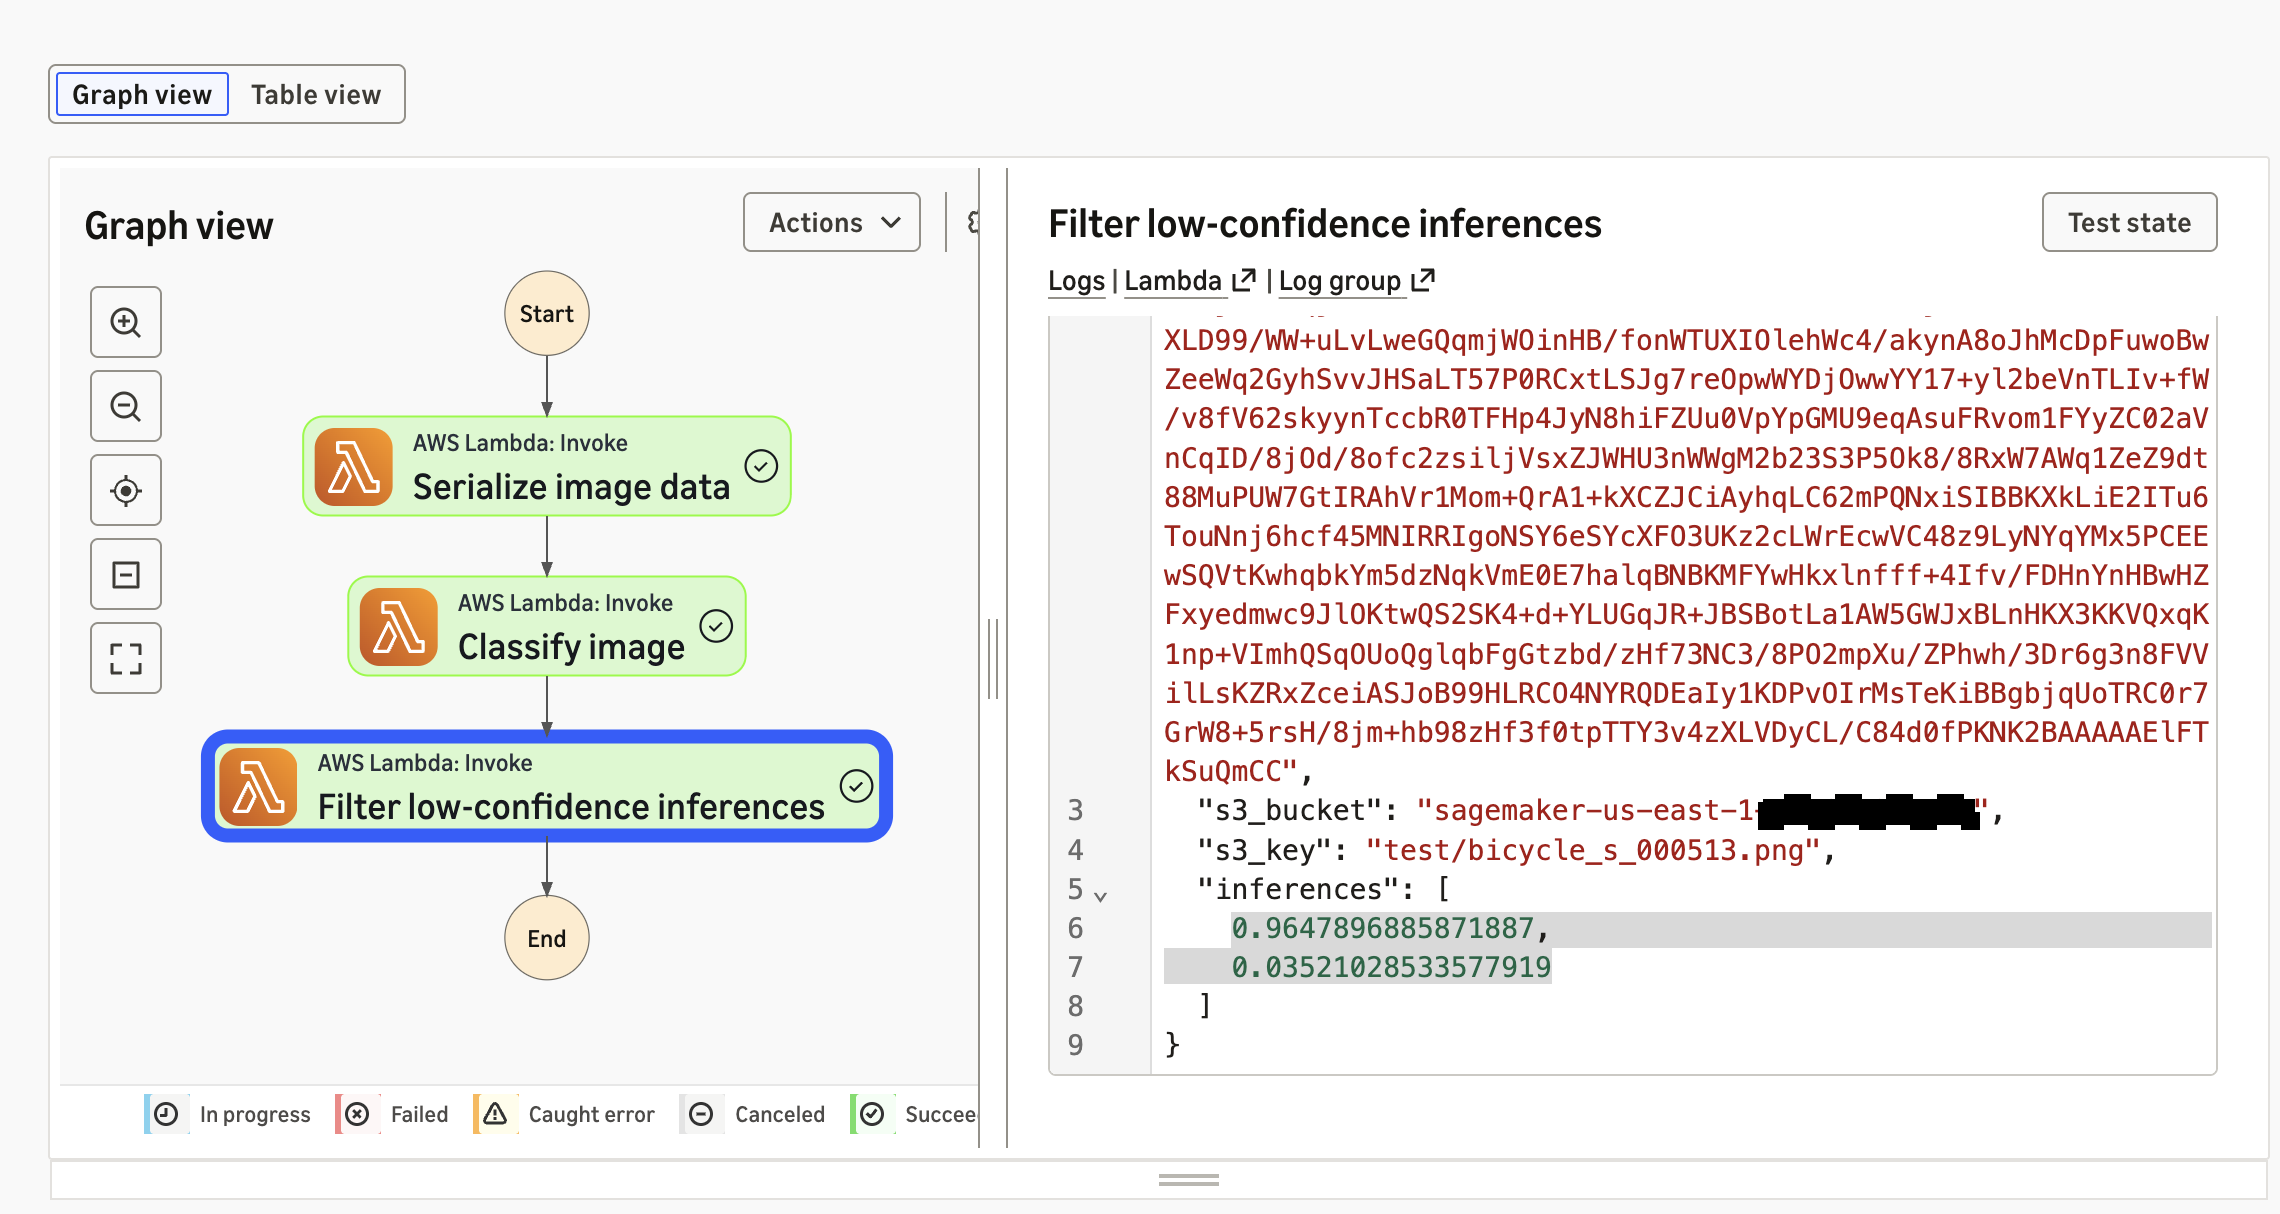 Graph view
Table view
Graph view
Actions
Start
AWS Lambda: Invoke
Serialize image data
AWS Lambda: Invoke
Classify image
AWS Lambda: Invoke
Filter low-confidence inferences
End
In progress
Failed
Caught error
Canceled
Filter low-confidence inferences
Test state
Logs | Lambda | Log group
XLD99/WW+uLvLweGQqmjWOinHB/fonWTUXIOlehWc4/akynA8oJhMcDpFuwoBw
ZeeWq2GyhSvvJHSaLT57P0RCxtLSJg7reOpwWYDjOwwYY17+yl2beVnTLIv+fW
/v8fV62skyynTccbR0TFHp4JyN8hiFZUu0VpYpGMU9eqAsuFRvom1FYyZC02aV
nCqID/8jOd/8ofc2zsiljVsxZJWHU3nWWgM2b23S3P5Ok8/8RxW7AWq1ZeZ9dt
88MuPUW7GtIRAhVr1Mom+QrA1+kXCZJCiAyhqLC62mPQNxiSIBBKXkLiE2ITu6
TouNnj6hcf45MNIRRIgoNSY6eSYcXFO3UKz2cLWrEcwVC48z9LyNYqYMx5PCEE
wSQVtKwhqbkYm5dzNqkVmE0E7halqBNBKMFYwHkxlnfff+4Ifv/FDHnYnHBwHZ
Fxyedmwc9JlOKtwQS2SK4+d+YLUGqJR+JBSBotLa1AW5GWJxBLnHKX3KKVQxqK
1np+VImhQSqOUoQglqbFgGtzbd/zHf73NC3/8PO2mpXu/ZPhwh/3Dr6g3n8FVV
ilLsKZRxZceiASJoB99HLRCO4NYRQDEaIy1KDPvOIrMsTeKiBBgbjqUoTRC0r7
GrW8+5rsH/8jm+hb98zHf3f0tpTTY3v4zXLVDyCL/C84d0fPKNK2BAAAAAElFT
kSuQmCC",
3 "s3_bucket": "sagemaker-us-east-1-",
4 "s3_key": "test/bicycle_s_000513.png",
5 "inferences": [
6 0.9647896885871887,
7 0.03521028533577919
8 ]
9 }